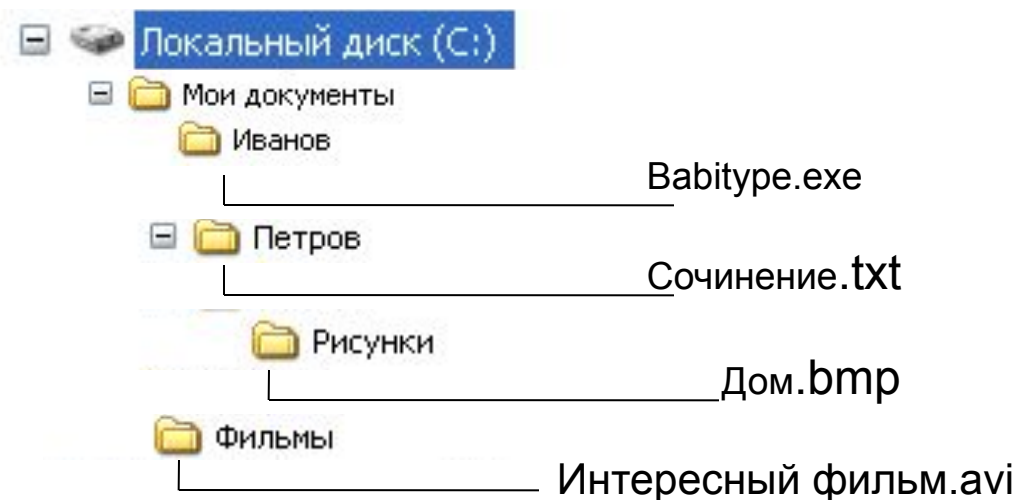 Локальный диск (C:)
Мои документы
Иванов
Babitype.exe
Петров
Сочинение.txt
Рисунки
Дом.bmp
Фильмы
Интересный фильм.avi